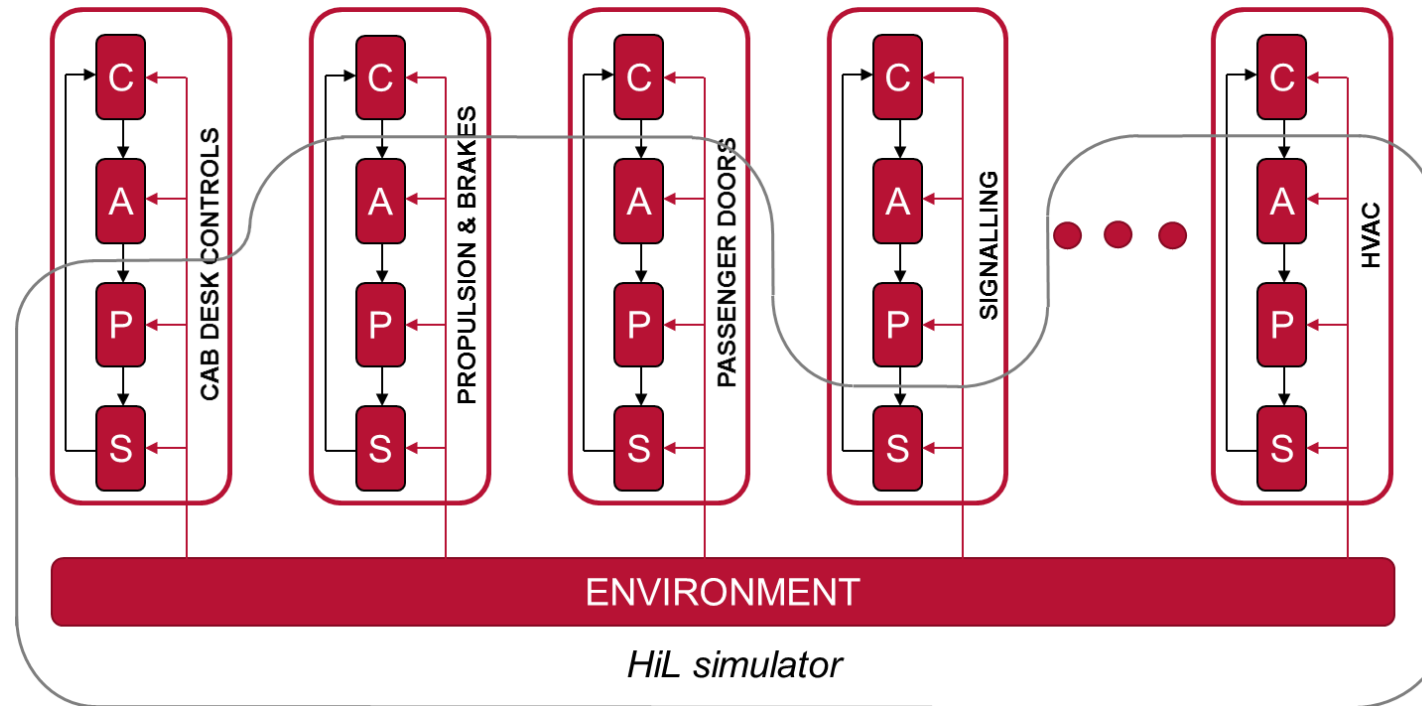 C
A
P
S
CAB DESK CONTROLS
C
A
P
S
PROPULSION & BRAKES
C
A
P
S
PASSENGER DOORS
C
A
P
S
SIGNALLING
C
A
P
S
HVAC
ENVIRONMENT
HiL simulator